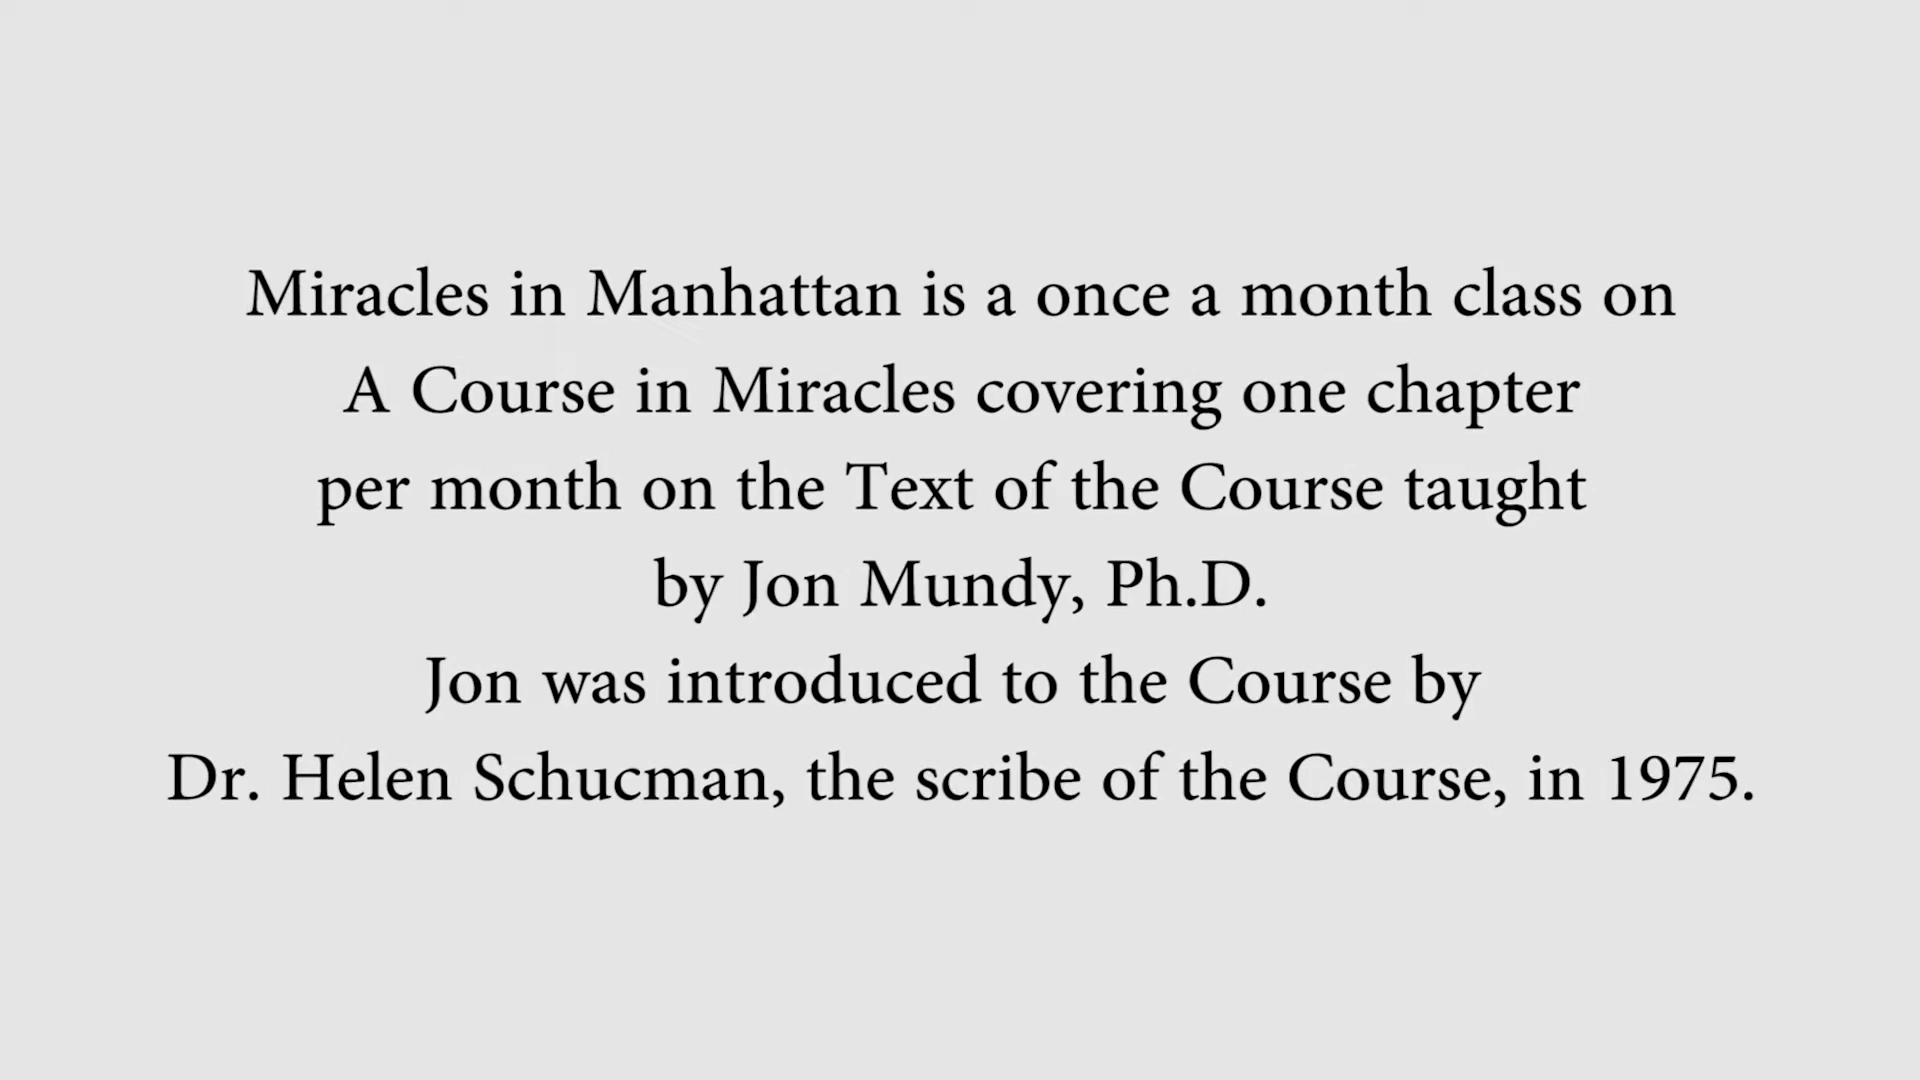 Miracles in Manhattan is a once a month class on
A Course in Miracles covering one chapter
per month on the Text of the Course taught
by Jon Mundy, Ph.D.
Jon was introduced to the Course by
Dr. Helen Schucman, the scribe of the Course, in 1975.